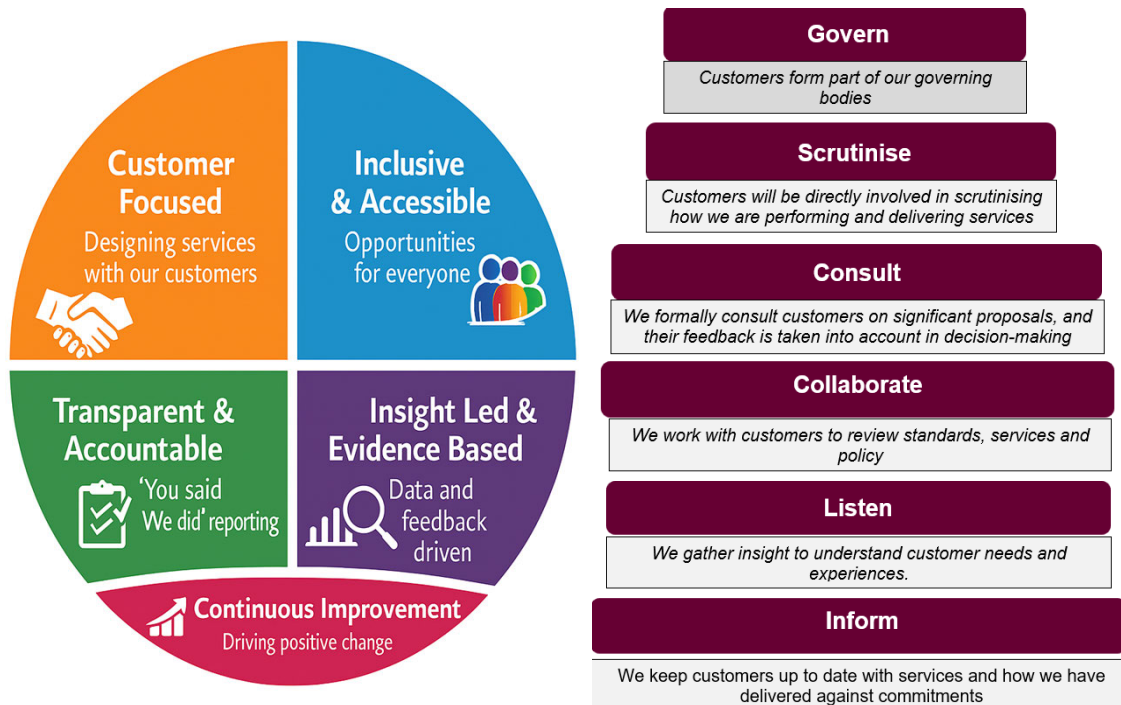 Customer
Focused
Designing services
with our customers
Inclusive
& Accessible
Opportunities
for everyone
Transparent &
Accountable
‘You said
We did’ reporting
Insight Led &
Evidence Based
Data and
feedback
driven
Continuous Improvement
Driving positive change
Govern
Customers form part of our governing
bodies
Scrutinise
Customers will be directly involved in scrutinising
how we are performing and delivering services
Consult
We formally consult customers on significant proposals, and
their feedback is taken into account in decision-making
Collaborate
We work with customers to review standards, services and
policy
Listen
We gather insight to understand customer needs and
experiences.
Inform
We keep customers up to date with services and how we have
delivered against commitments